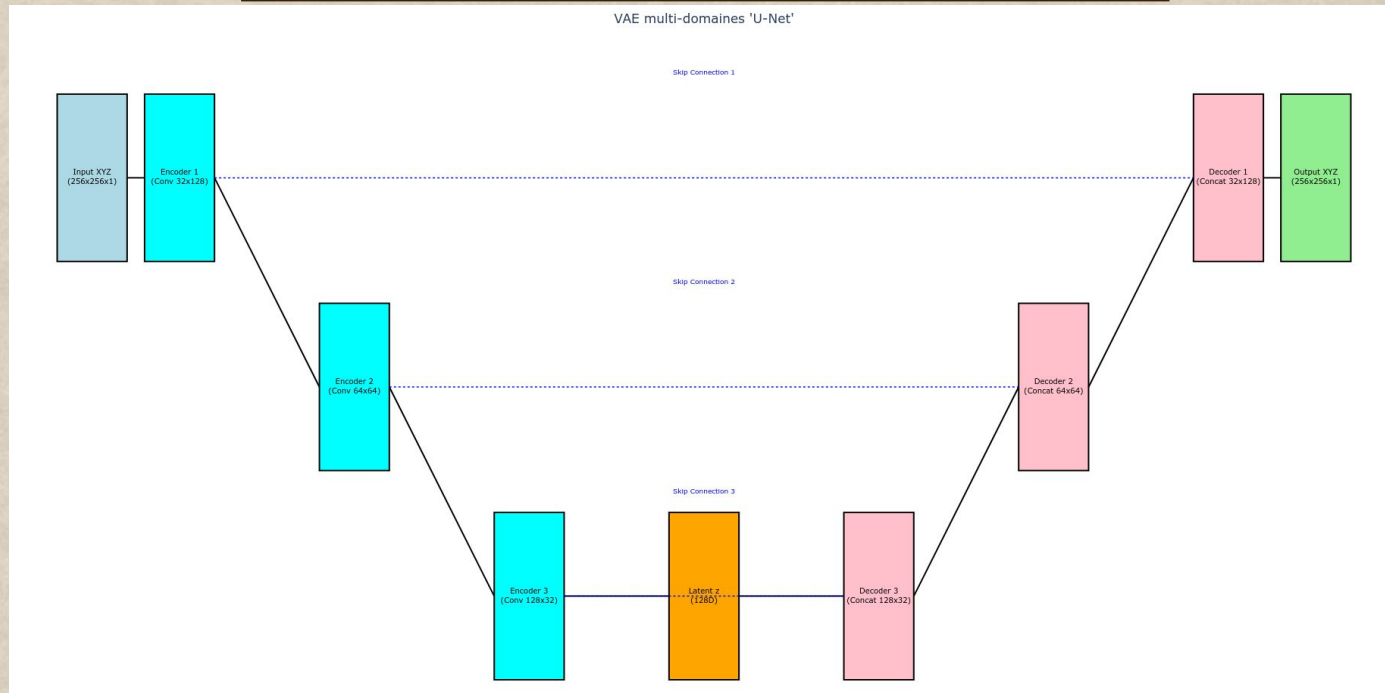 VAE multi-domaines 'U-Net'
Skip Connection 1
Input XYZ
(256x256x1)
Encoder 1
(Conv 32x128)
Decoder 1
(Concat 32x128)
Output XYZ
(256x256x1)
Skip Connection 2
Encoder 2
(Conv 64x64)
Decoder 2
(Concat 64x64)
Skip Connection 3
Encoder 3
(Conv 128x32)
Latent z
(128D)
Decoder 3
(Concat 128x32)